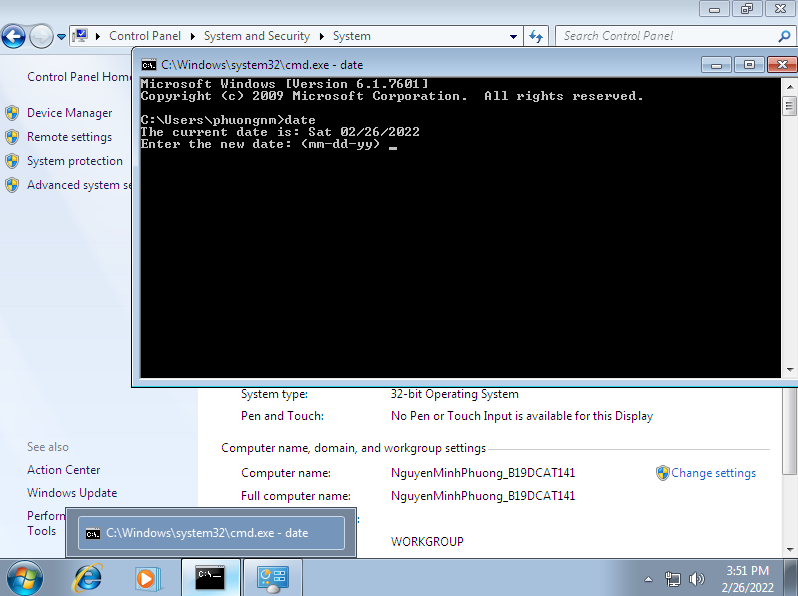 Control Panel
System and Security
System
Search Control Panel
C:\Windows\system32\cmd.exe - date
Control Panel Home
Device Manager
Remote settings
System protection
Advanced system se
Microsoft Windows [Version 6.1.7601]
Copyright (c) 2009 Microsoft Corporation.  All rights reserved.
C:\Users\phuongnm>date
The current date is: Sat 02/26/2022
Enter the new date: (mm-dd-yy) _
System type: 32-bit Operating System
Pen and Touch: No Pen or Touch Input is available for this Display
Computer name, domain, and workgroup settings
Computer name: NguyenMinhPhuong_B19DCAT141
Change settings
Full computer name: NguyenMinhPhuong_B19DCAT141
WORKGROUP
See also
Action Center
Windows Update
Perform
Tools
C:\Windows\system32\cmd.exe - date
3:51 PM
2/26/2022